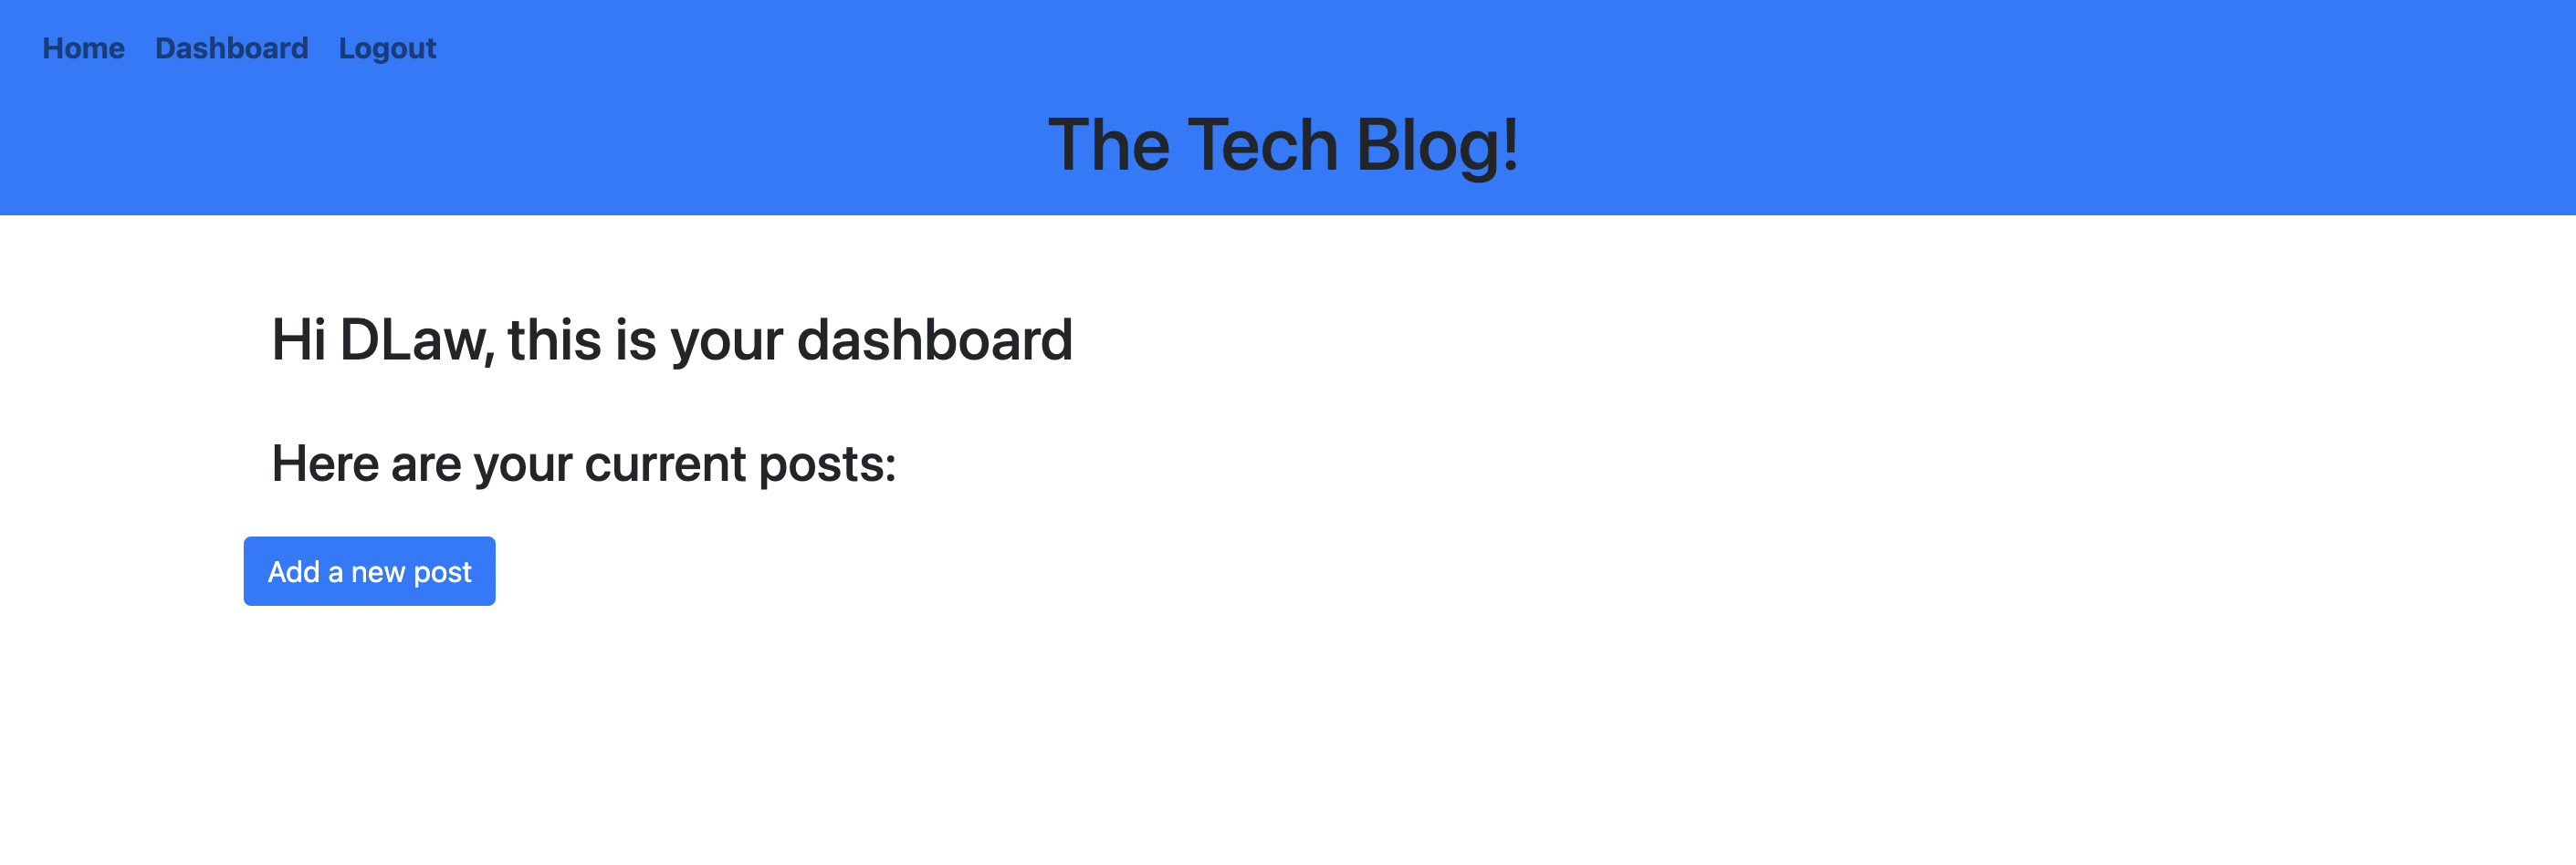 Home Dashboard Logout
The Tech Blog!
Hi DLaw, this is your dashboard
Here are your current posts:
Add a new post